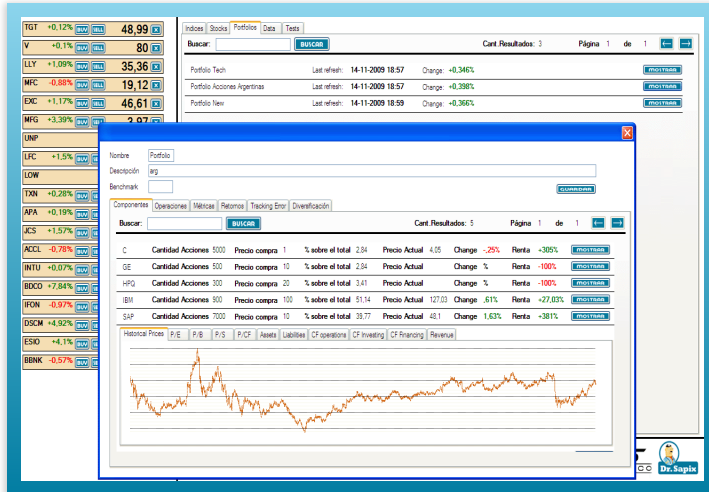 TGT +0,12% BUY SELL 48,99 X
V +0,1% BUY SELL 80 X
LLY +1,09% BUY SELL 35,36 X
MFC -0,88% BUY SELL 19,12 X
EXC +1,17% BUY SELL 46,61 X
MFG +3,39% BUY SELL 3,97
UNP
LFC +1,5% BUY
LOW
TXN +0,28% BUY
APA +0,19% BUY
JCS +1,57% BUY
ACCL -0,78% BUY
INTU +0,07% BUY
BDCO +7,84% BUY
IFON -0,97% BUY
DSCM +4,92% BUY
ESIO +4,1% BUY
BBNK -0,57% BUY
Indices Stocks Portfolios Data Tests
Buscar: BUSCAR Cant.Resultados: 3 Página 1 de 1
Portfolio Tech Last refresh: 14-11-2009 18:57 Change: +0,346% MOSTRAR
Portfolio Acciones Argentinas Last refresh: 14-11-2009 18:57 Change: +0,398% MOSTRAR
Portfolio New Last refresh: 14-11-2009 18:59 Change: +0,366% MOSTRAR
X
Nombre Portfolio
Descripción arg
Benchmark
GUARDAR
Componentes Operaciones Métricas Retornos Tracking Error Diversificación
Buscar: BUSCAR Cant.Resultados: 5 Página 1 de 1
C Cantidad Acciones 5000 Precio compra 1 % sobre el total 2,84 Precio Actual 4,05 Change -,25% Renta +305% MOSTRAR
GE Cantidad Acciones 500 Precio compra 10 % sobre el total 2,84 Precio Actual Change % Renta -100% MOSTRAR
HPQ Cantidad Acciones 300 Precio compra 20 % sobre el total 3,41 Precio Actual Change % Renta -100% MOSTRAR
IBM Cantidad Acciones 900 Precio compra 100 % sobre el total 51,14 Precio Actual 127,03 Change ,61% Renta +27,03% MOSTRAR
SAP Cantidad Acciones 7000 Precio compra 10 % sobre el total 39,77 Precio Actual 48,1 Change 1,63% Renta +381% MOSTRAR
Historical Prices P/E P/B P/S P/CF Assets Liabilities CF operations CF Investing CF Financing Revenue
Dr.Sapix